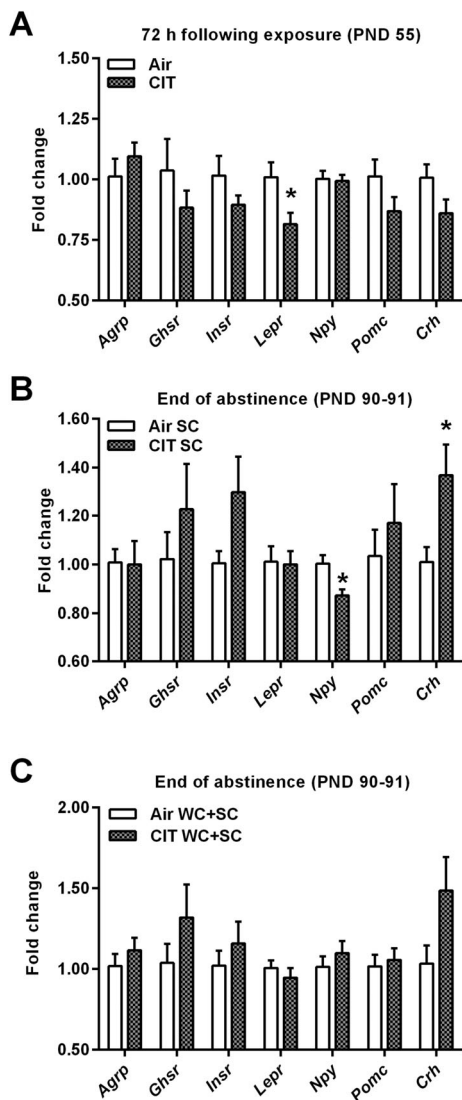 A
72 h following exposure (PND 55)
1.50
1.25
1.00
0.75
0.50
Fold change
Air
CIT
*
Agrp
Ghsr
Insr
Lepr
Npy
Pomc
Crh
B
End of abstinence (PND 90-91)
1.60
1.40
1.20
1.00
0.80
0.60
Fold change
Air SC
CIT SC
*
*
Agrp
Ghsr
Insr
Lepr
Npy
Pomc
Crh
C
End of abstinence (PND 90-91)
2.00
1.50
1.00
0.50
Fold change
Air WC+SC
CIT WC+SC
Agrp
Ghsr
Insr
Lepr
Npy
Pomc
Crh